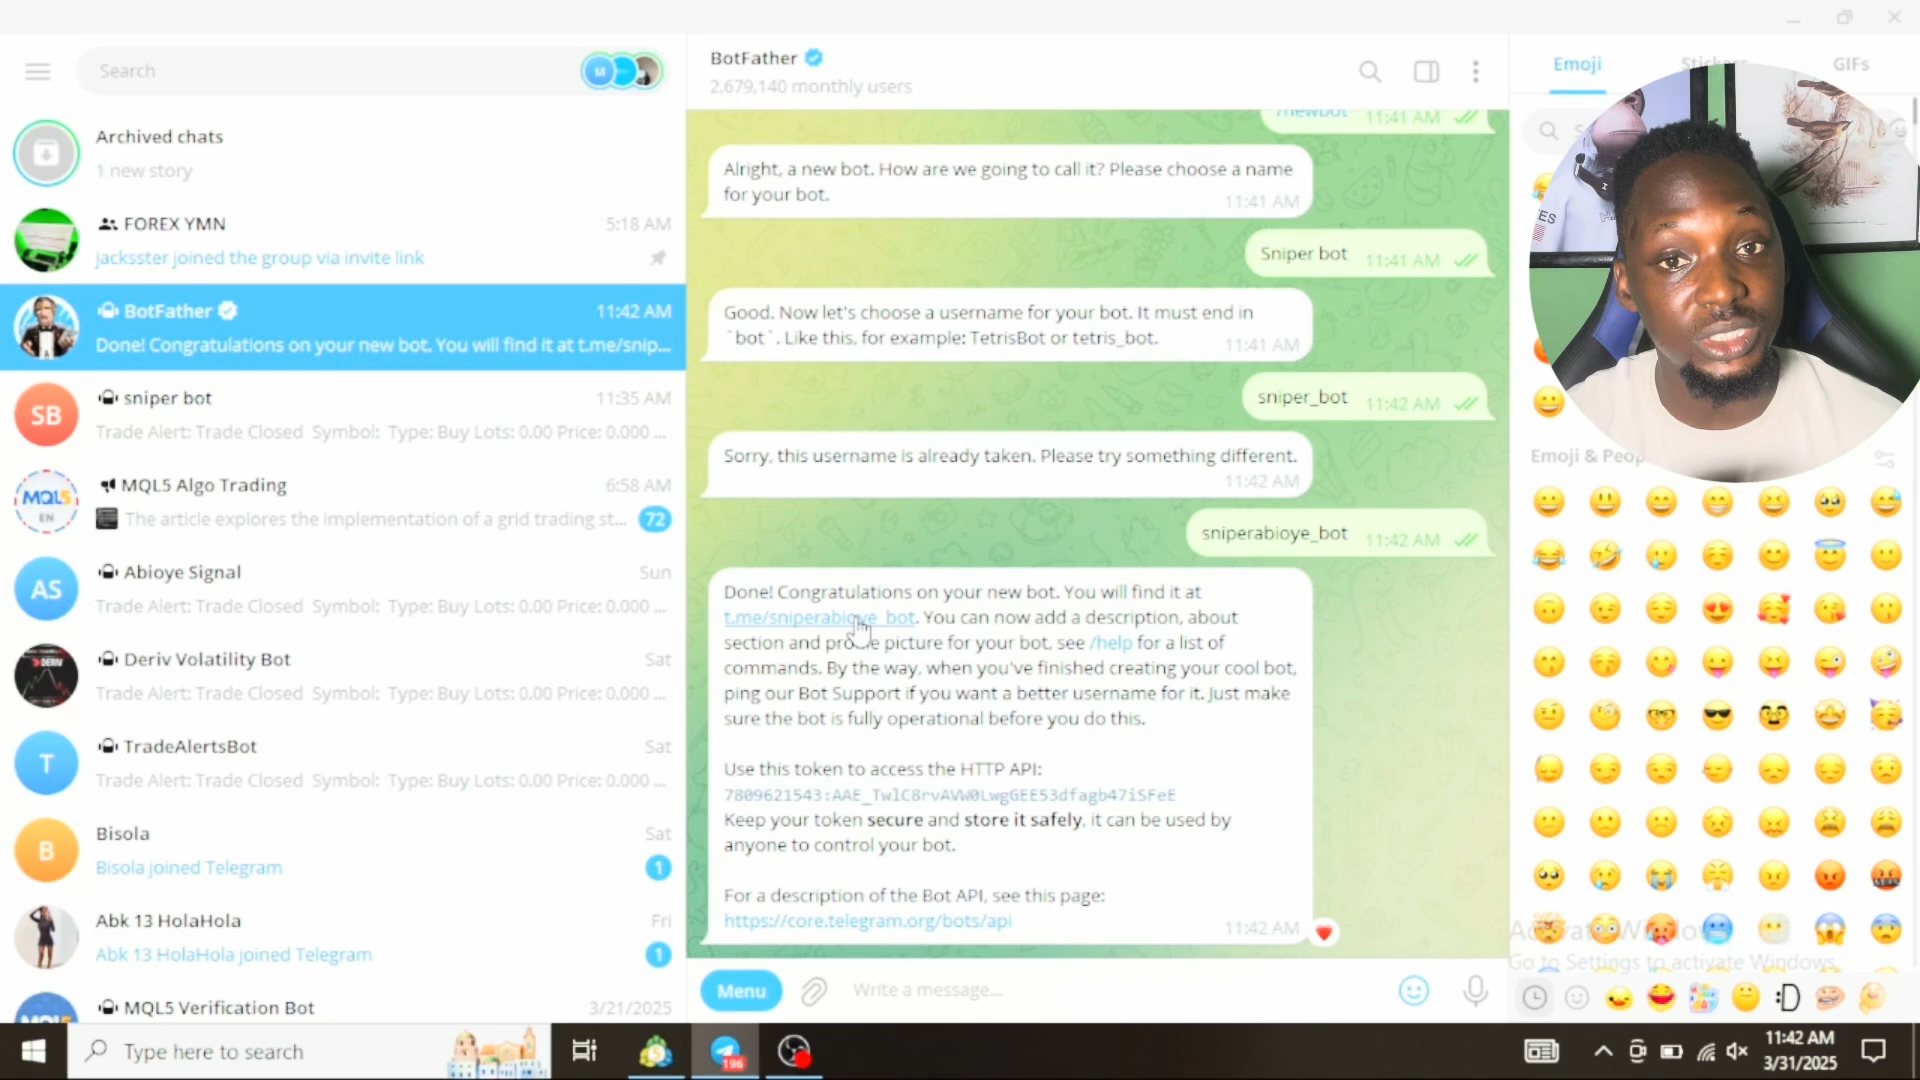 Search
M
Archived chats
1 new story
FOREX YMN
5:18 AM
jacksster joined the group via invite link
BotFather
11:42 AM
Done! Congratulations on your new bot. You will find it at t.me/snip...
SB
sniper bot
11:35 AM
Trade Alert: Trade Closed Symbol: Type: Buy Lots: 0.00 Price: 0.000 ...
MQL5
EN
MQL5 Algo Trading
6:58 AM
The article explores the implementation of a grid trading st...
72
AS
Abioye Signal
Sun
Trade Alert: Trade Closed Symbol: Type: Buy Lots: 0.00 Price: 0.000 ...
DERIV
Deriv Volatility Bot
Sat
Trade Alert: Trade Closed Symbol: Type: Buy Lots: 0.00 Price: 0.000 ...
T
TradeAlertsBot
Sat
Trade Alert: Trade Closed Symbol: Type: Buy Lots: 0.00 Price: 0.000 ...
B
Bisola
Sat
Bisola joined Telegram
1
Abk 13 HolaHola
Fri
Abk 13 HolaHola joined Telegram
1
MQL5 Verification Bot
3/21/2025
BotFather
2,679,140 monthly users
/newbot 11:41 AM
Alright, a new bot. How are we going to call it? Please choose a name
for your bot.
11:41 AM
Sniper bot 11:41 AM
Good. Now let's choose a username for your bot. It must end in
`bot`. Like this, for example: TetrisBot or tetris_bot.
11:41 AM
sniper_bot 11:42 AM
Sorry, this username is already taken. Please try something different.
11:42 AM
sniperabioye_bot 11:42 AM
Done! Congratulations on your new bot. You will find it at
t.me/sniperabioye_bot. You can now add a description, about
section and profile picture for your bot, see /help for a list of
commands. By the way, when you've finished creating your cool bot,
ping our Bot Support if you want a better username for it. Just make
sure the bot is fully operational before you do this.
Use this token to access the HTTP API:
7809621543:AAE_TwlC8rvAVW0LwgGEE53dfagb47iSFeE
Keep your token secure and store it safely, it can be used by
anyone to control your bot.
For a description of the Bot API, see this page:
https://core.telegram.org/bots/api
11:42 AM
Menu
Write a message...
Emoji
Stickers
GIFs
Activate Windows
Go to Settings to activate Windows.
Type here to search
196
11:42 AM
3/31/2025